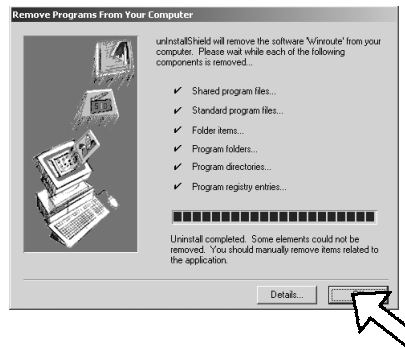 Remove Programs From Your Computer
unInstallShield will remove the software 'Winroute' from your
computer. Please wait while each of the following
components is removed...
✔ Shared program files...
✔ Standard program files...
✔ Folder items...
✔ Program folders...
✔ Program directories...
✔ Program registry entries...
Uninstall completed. Some elements could not be
removed. You should manually remove items related to
the application.
Details...